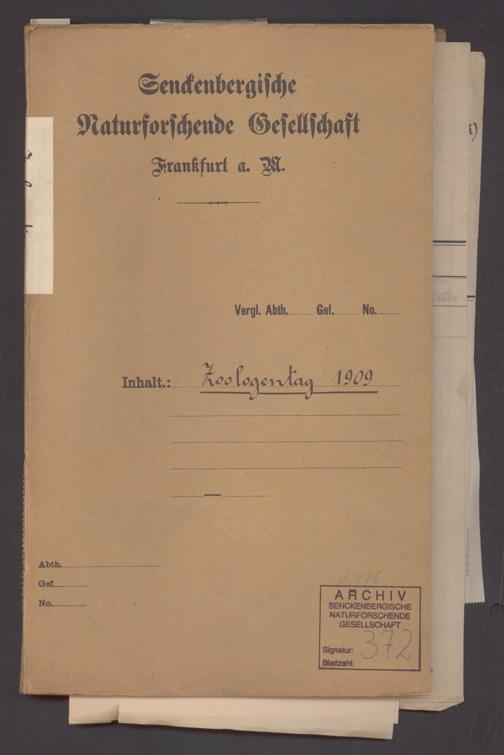 Senckenbergische
Naturforschende Gesellschaft
Frankfurt a. M.
Vergl. Abth. Gef. No.
Inhalt.: Zoologentag 1909
Abth.
Gef.
No.
ARCHIV
SENCKENBERGISCHE
NATURFORSCHENDE
GESELLSCHAFT
Signatur: 372
Blattzahl: